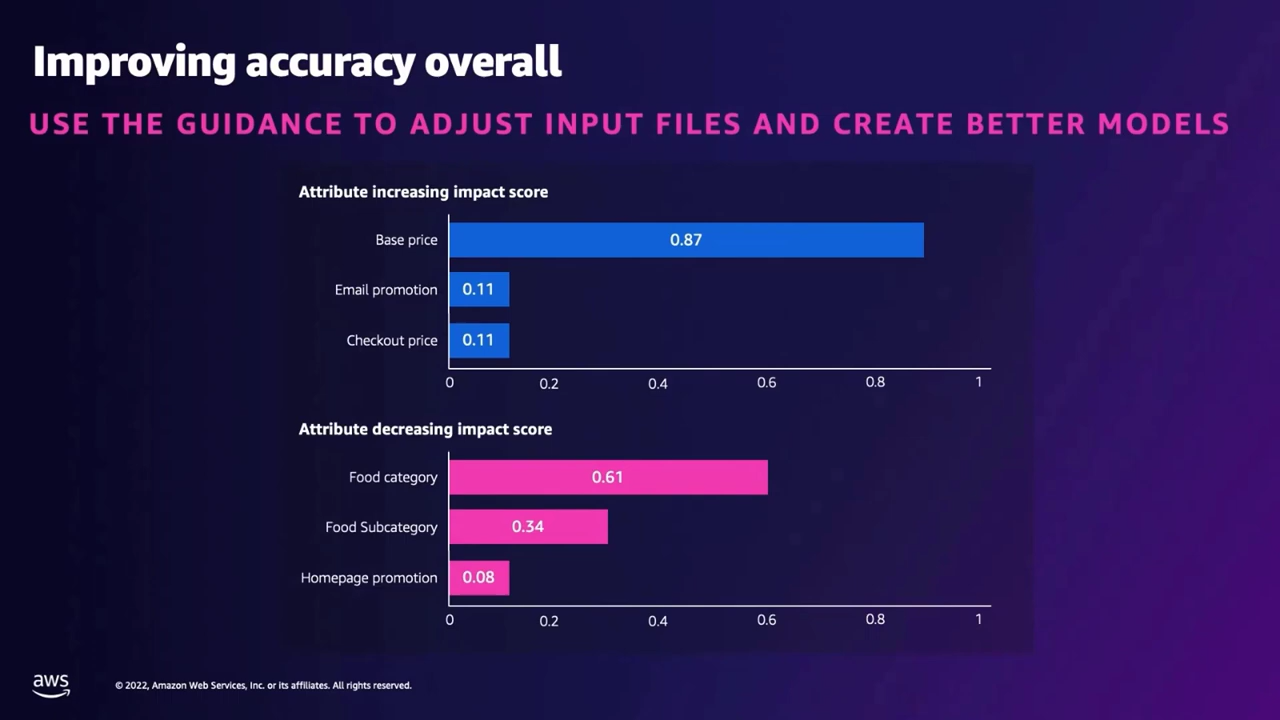 Improving accuracy overall
USE THE GUIDANCE TO ADJUST INPUT FILES AND CREATE BETTER MODELS
Attribute increasing impact score
Base price 0.87
Email promotion 0.11
Checkout price 0.11
0 0.2 0.4 0.6 0.8 1
Attribute decreasing impact score
Food category 0.61
Food Subcategory 0.34
Homepage promotion 0.08
0 0.2 0.4 0.6 0.8 1
aws © 2022, Amazon Web Services, Inc. or its affiliates. All rights reserved.